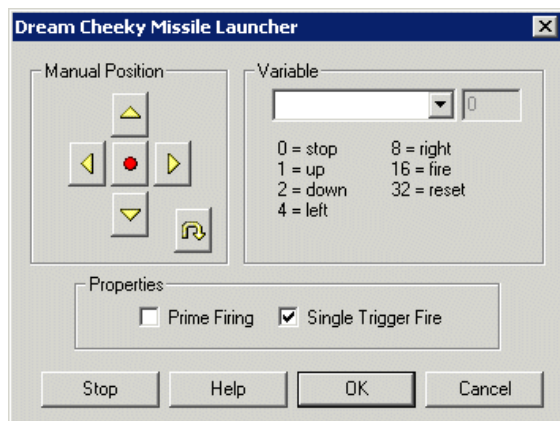 Dream Cheeky Missile Launcher
Manual Position
Variable
0
0 = stop
8 = right
1 = up
16 = fire
2 = down
32 = reset
4 = left
Properties
Prime Firing
Single Trigger Fire
Stop
Help
OK
Cancel